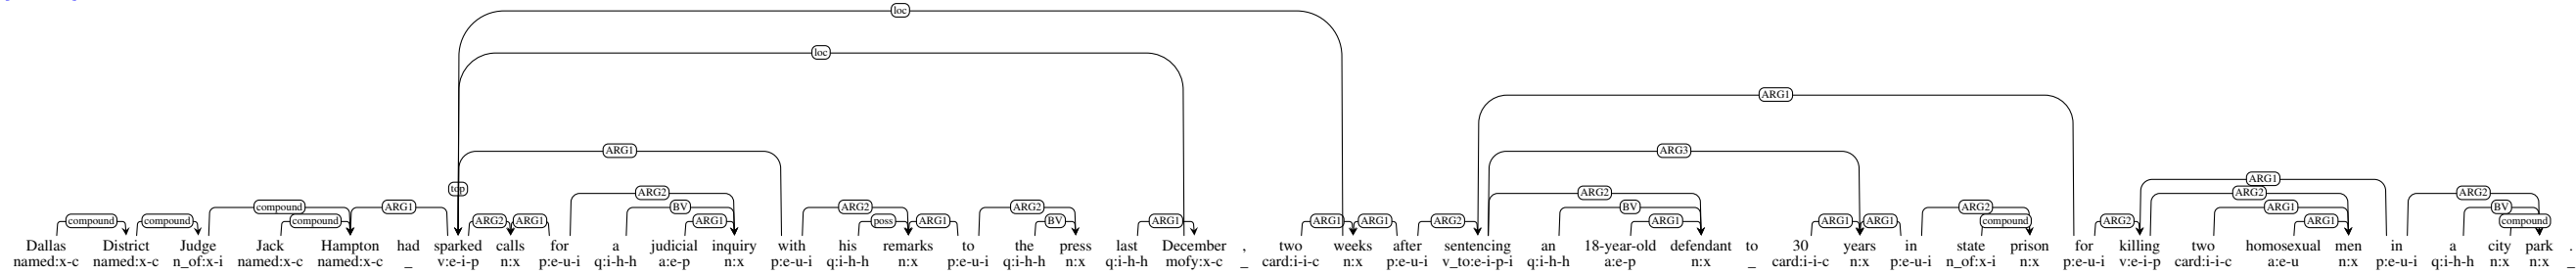 loc
loc
ARG1
ARG1 ARG3
top ARG1
ARG2 ARG2 ARG2 ARG2
compound ARG1 BV ARG2 ARG2 BV ARG2 ARG1 BV
compound compound compound ARG2 ARG1 ARG1 poss ARG1 BV ARG1 ARG1 ARG1 ARG2 ARG1 ARG1 ARG1 compound ARG2 ARG1 compound
Dallas District Judge Jack Hampton had sparked calls for a judicial inquiry with his remarks to the press last December , two weeks after sentencing an 18-year-old defendant to 30 years in state prison for killing two homosexual men in a city park .
named:x-c named:x-c n_of:x-i named:x-c named:x-c _ v:e-i-p n:x p:e-u-i q:i-h-h a:e-p n:x p:e-u-i q:i-h-h n:x p:e-u-i q:i-h-h n:x q:i-h-h mofy:x-c _ card:i-i-c n:x p:e-u-i v_to:e-i-p-i q:i-h-h a:e-p n:x _ card:i-i-c n:x p:e-u-i n_of:x-i n:x p:e-u-i v:e-i-p card:i-i-c a:e-u n:x p:e-u-i q:i-h-h n:x n:x _